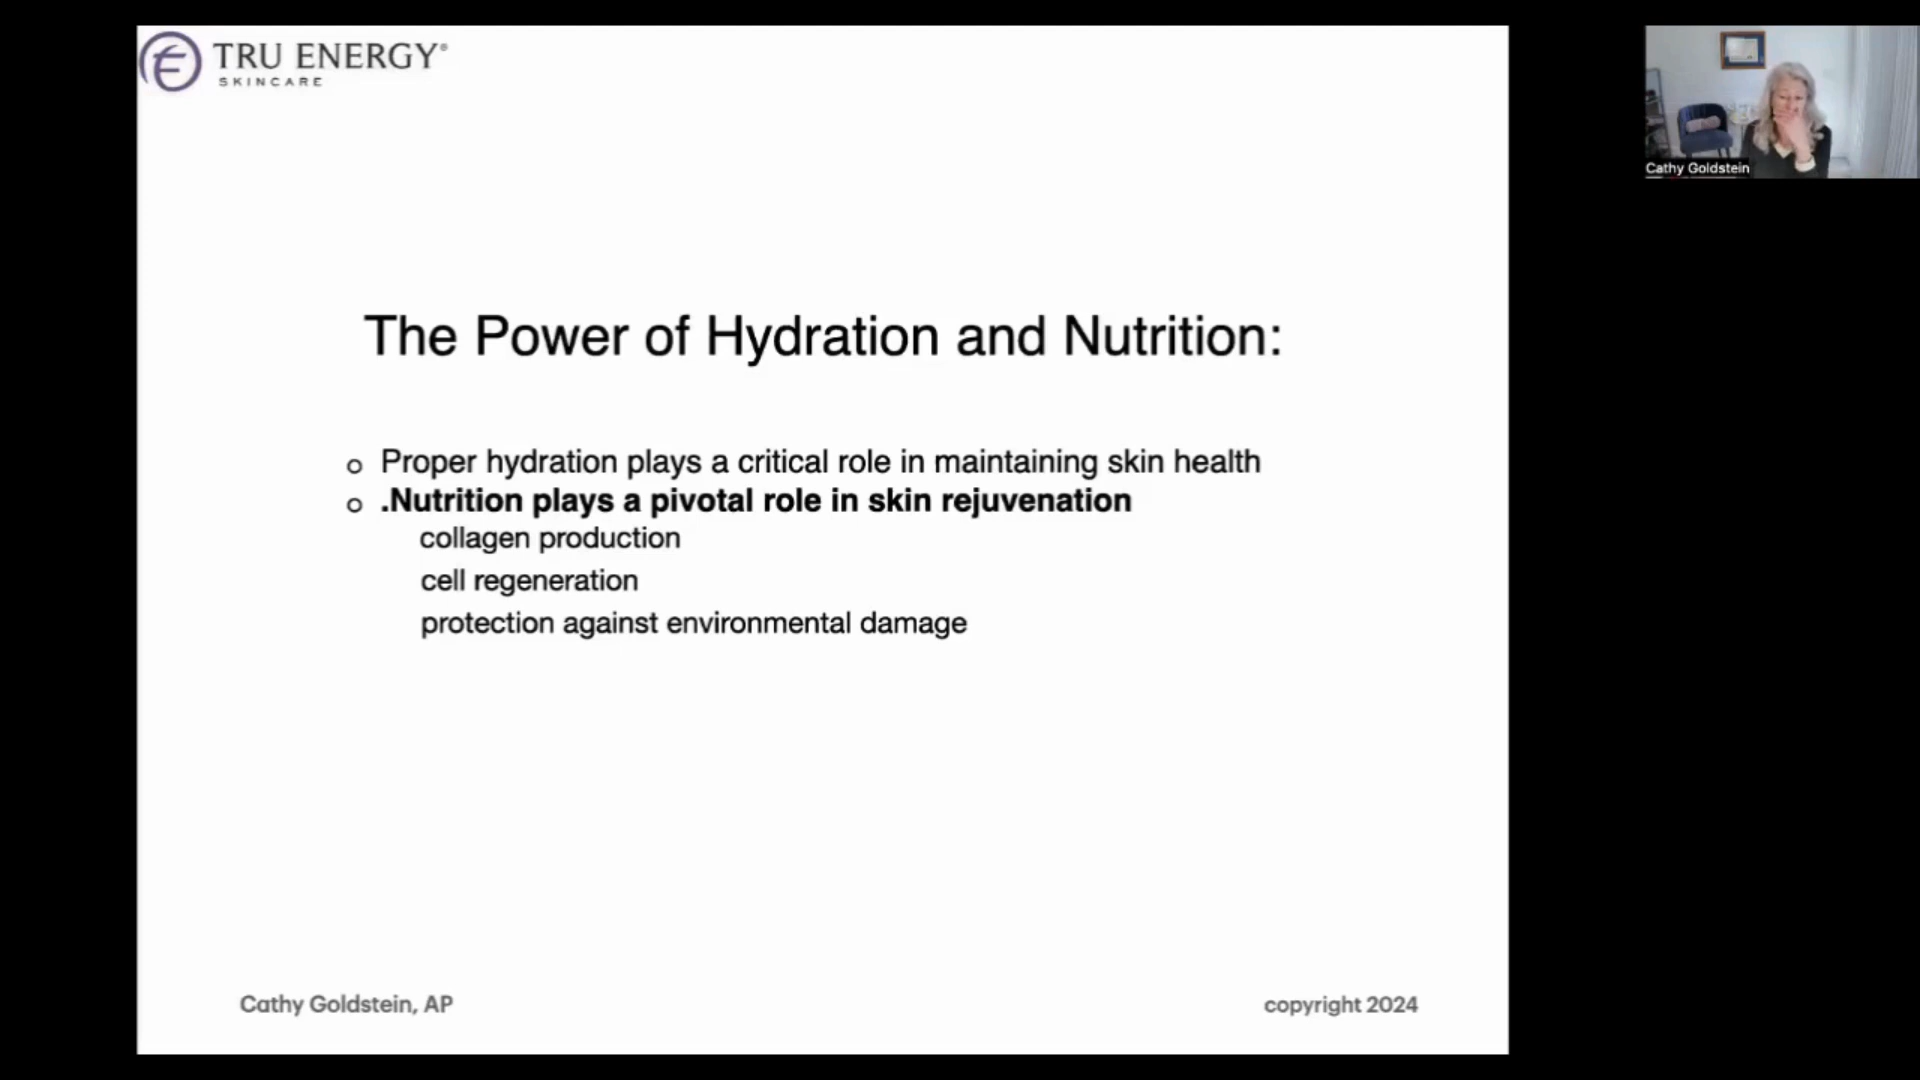 TRU ENERGY®
SKINCARE
Cathy Goldstein
The Power of Hydration and Nutrition:
o Proper hydration plays a critical role in maintaining skin health
o .Nutrition plays a pivotal role in skin rejuvenation
collagen production
cell regeneration
protection against environmental damage
Cathy Goldstein, AP
copyright 2024